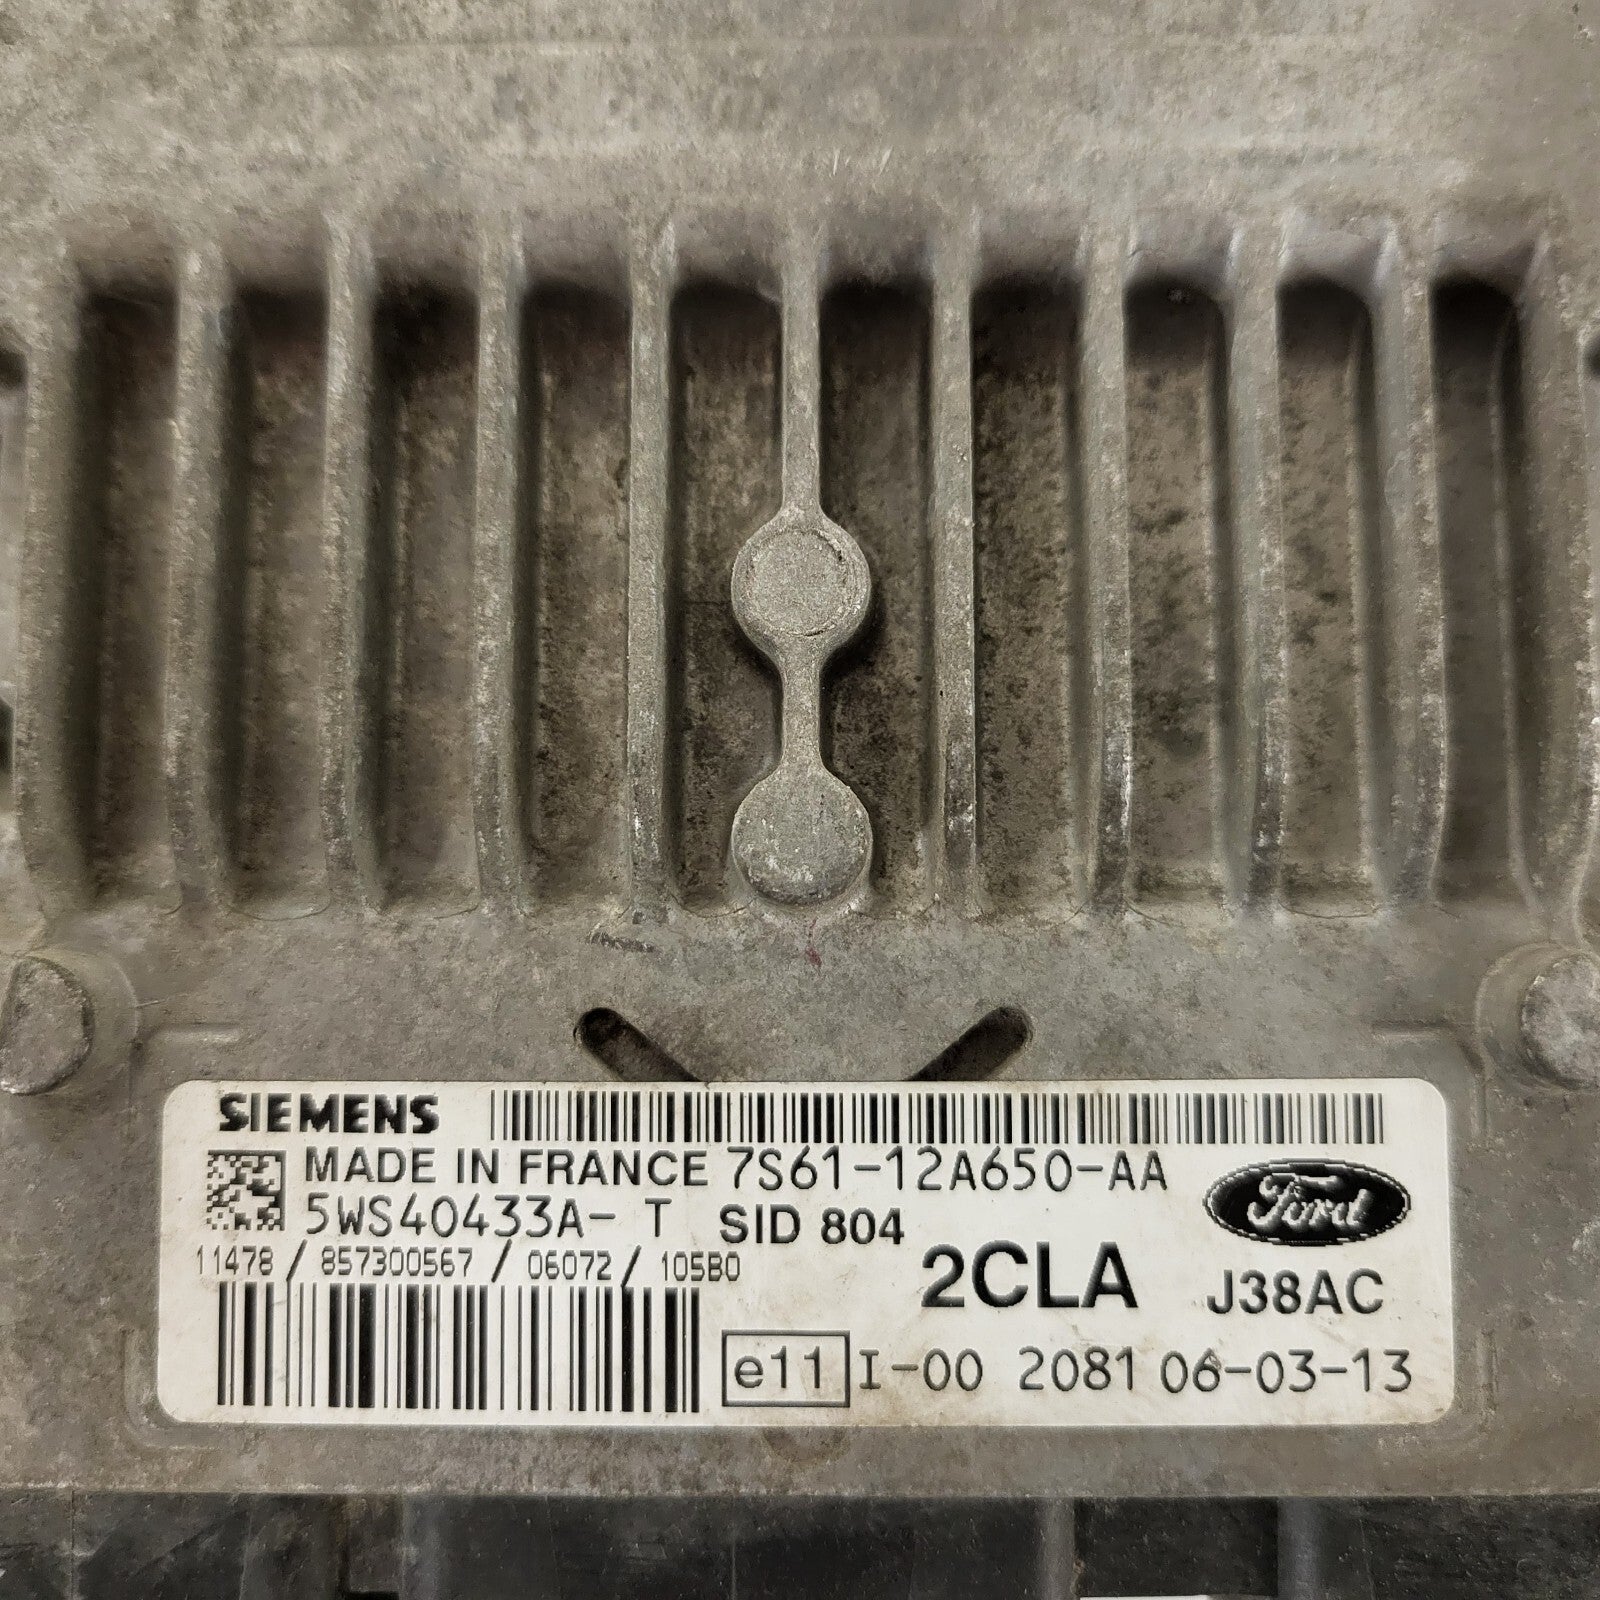 SIEMENS
MADE IN FRANCE 7S61-12A650-AA
5WS40433A- T SID 804
Ford
11478 / 857300567 / 06072 / 105B0
2CLA J38AC
e11 I-00 2081 06-03-13